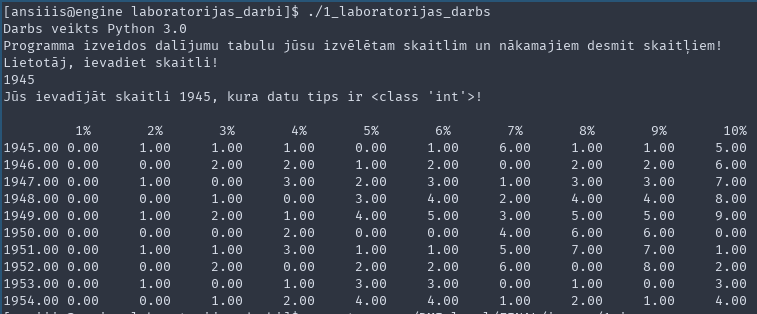 [ansiiis@engine laboratorijas_darbi]$ ./1_laboratorijas_darbs
Darbs veikts Python 3.0
Programma izveidos dalījumu tabulu jūsu izvēlētam skaitlim un nākamajiem desmit skaitļiem!
Lietotāj, ievadiet skaitli!
1945
Jūs ievadījāt skaitli 1945, kura datu tips ir <class 'int'>!
1% 2% 3% 4% 5% 6% 7% 8% 9% 10%
1945.00 0.00 1.00 1.00 1.00 0.00 1.00 6.00 1.00 1.00 5.00
1946.00 0.00 0.00 2.00 2.00 1.00 2.00 0.00 2.00 2.00 6.00
1947.00 0.00 1.00 0.00 3.00 2.00 3.00 1.00 3.00 3.00 7.00
1948.00 0.00 0.00 1.00 0.00 3.00 4.00 2.00 4.00 4.00 8.00
1949.00 0.00 1.00 2.00 1.00 4.00 5.00 3.00 5.00 5.00 9.00
1950.00 0.00 0.00 0.00 2.00 0.00 0.00 4.00 6.00 6.00 0.00
1951.00 0.00 1.00 1.00 3.00 1.00 1.00 5.00 7.00 7.00 1.00
1952.00 0.00 0.00 2.00 0.00 2.00 2.00 6.00 0.00 8.00 2.00
1953.00 0.00 1.00 0.00 1.00 3.00 3.00 0.00 1.00 0.00 3.00
1954.00 0.00 0.00 1.00 2.00 4.00 4.00 1.00 2.00 1.00 4.00